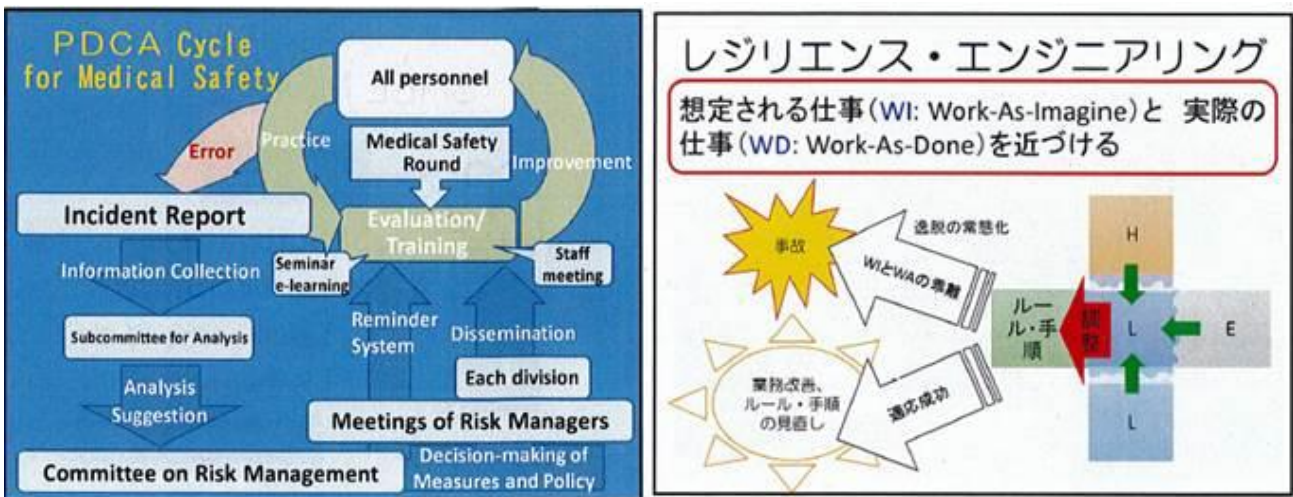 PDCA Cycle
for Medical Safety
All personnel
Practice
Medical Safety
Round
Improvement
Error
Incident Report
Evaluation/
Training
Information Collection
Seminar
e-learning
Staff
meeting
Reminder
System
Dissemination
Subcommittee for Analysis
Each division
Analysis
Suggestion
Meetings of Risk Managers
Committee on Risk Management
Decision-making of
Measures and Policy
レジリエンス・エンジニアリング
想定される仕事(WI: Work-As-Imagine)と 実際の
仕事(WD: Work-As-Done)を近づける
事故
逸脱の常態化
WIとWAの乖離
H
ルー
ル・手
順
調整
L
E
L
適応成功
業務改善、
ルール・手順
の見直し